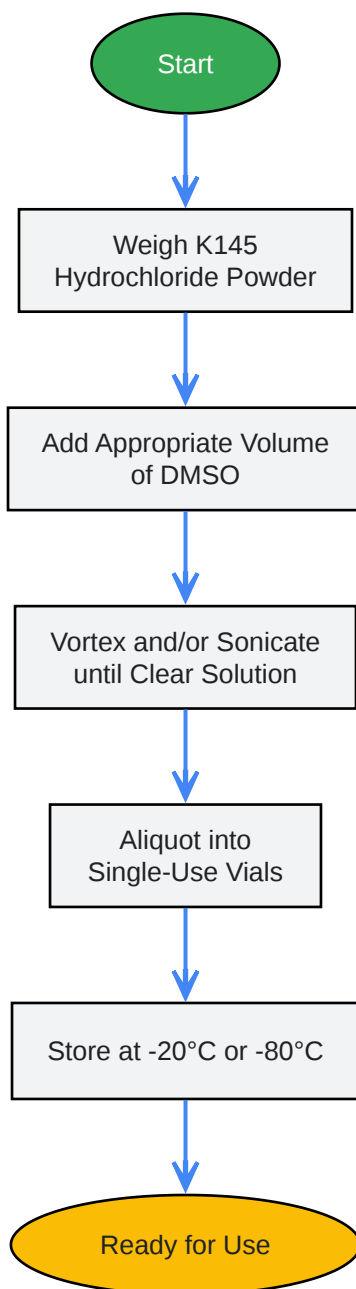 Start
Weigh K145
Hydrochloride Powder
Add Appropriate Volume
of DMSO
Vortex and/or Sonicate
until Clear Solution
Aliquot into
Single-Use Vials
Store at -20°C or -80°C
Ready for Use